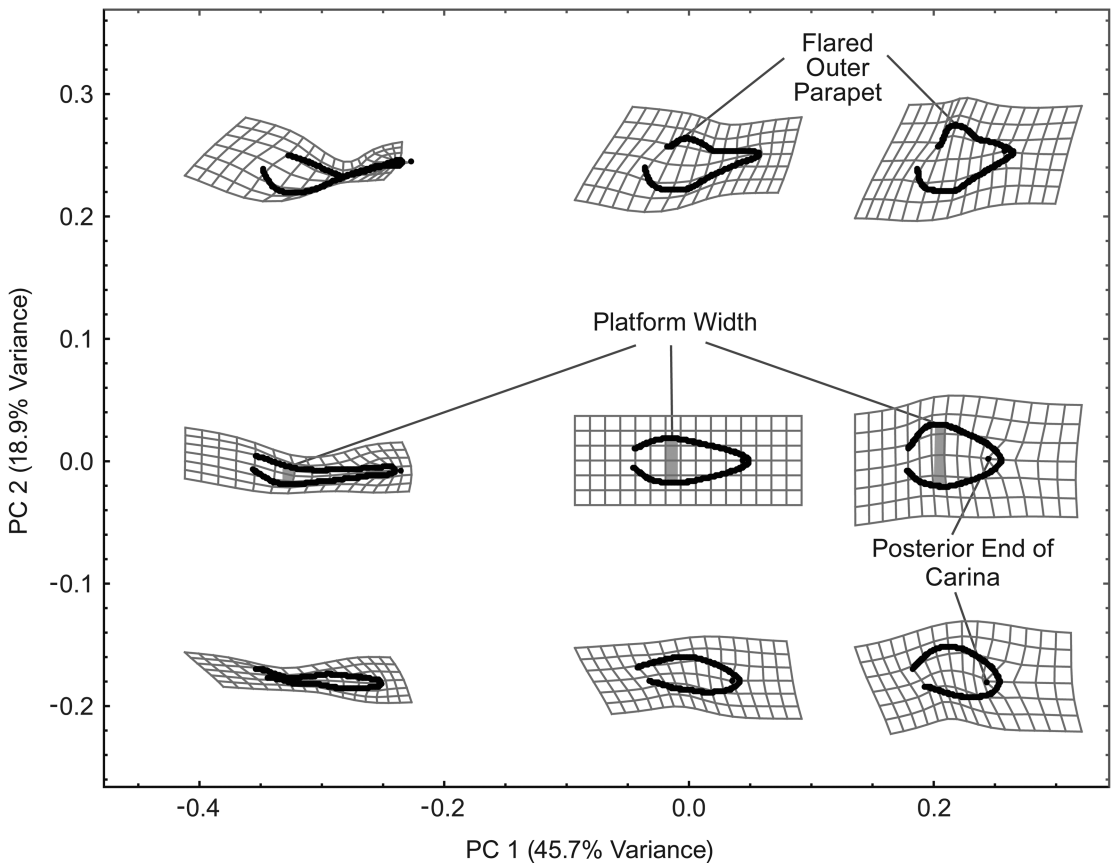 Flared
Outer
Parapet
0.3
0.2
Platform Width
0.1
0.0
PC 2 (18.9% Variance)
Posterior End of
Carina
-0.1
-0.2
-0.4
-0.2
0.0
0.2
PC 1 (45.7% Variance)